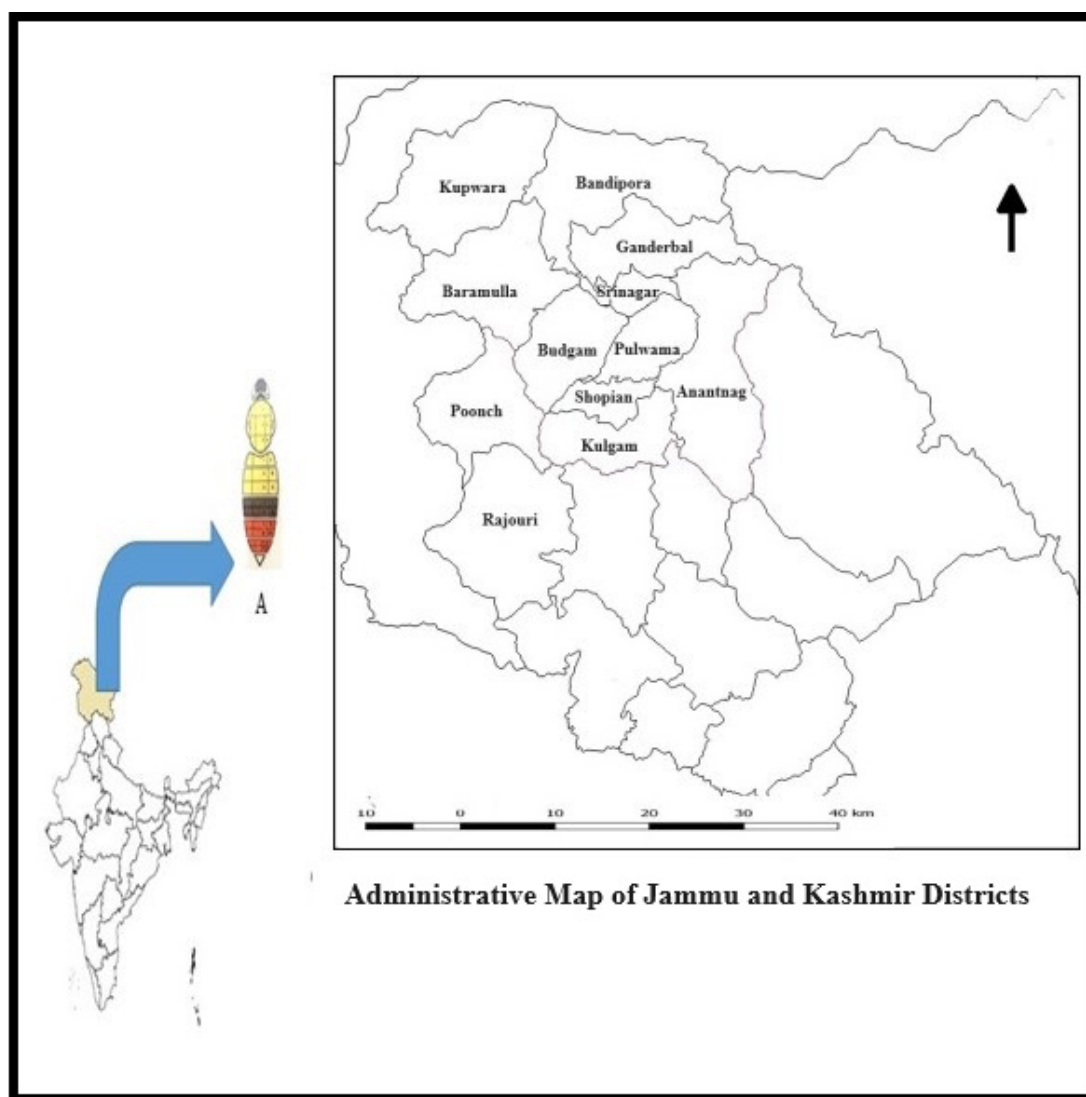 Kupwara
Bandipora
Ganderbal
Baramulla
Srinagar
Budgam
Pulwama
Poonch
Shopian
Anantnag
Kulgam
Rajouri
A
10 0 10 20 30 40 km
Administrative Map of Jammu and Kashmir Districts